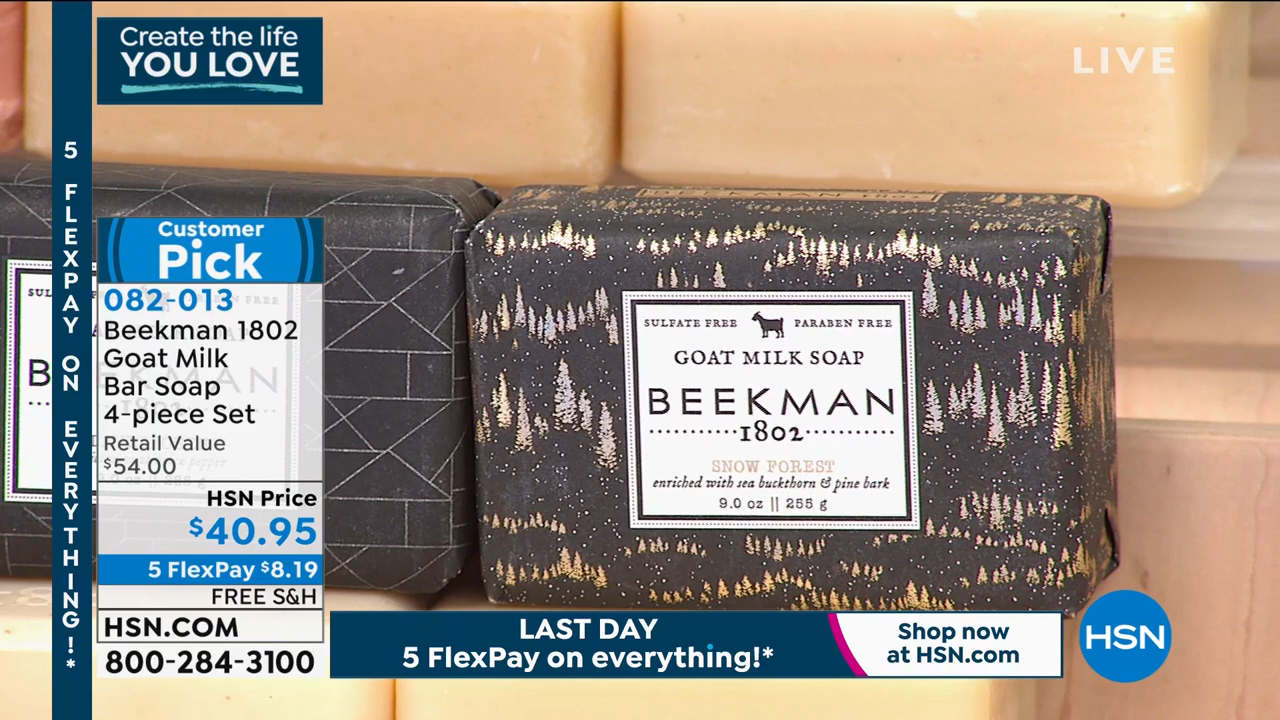 Create the life
YOU LOVE
LIVE
5 FLEXPAY ON EVERYTHING!*
Customer
Pick
082-013
Beekman 1802
Goat Milk
Bar Soap
4-piece Set
Retail Value
$54.00
HSN Price
$40.95
5 FlexPay $8.19
FREE S&H
HSN.COM
800-284-3100
BEEKMAN 1802
SULFATE FREE PARABEN FREE
GOAT MILK SOAP
BEEKMAN
1802
SNOW FOREST
enriched with sea buckthorn & pine bark
9.0 oz || 255 g
LAST DAY
5 FlexPay on everything!*
Shop now
at HSN.com
HSN